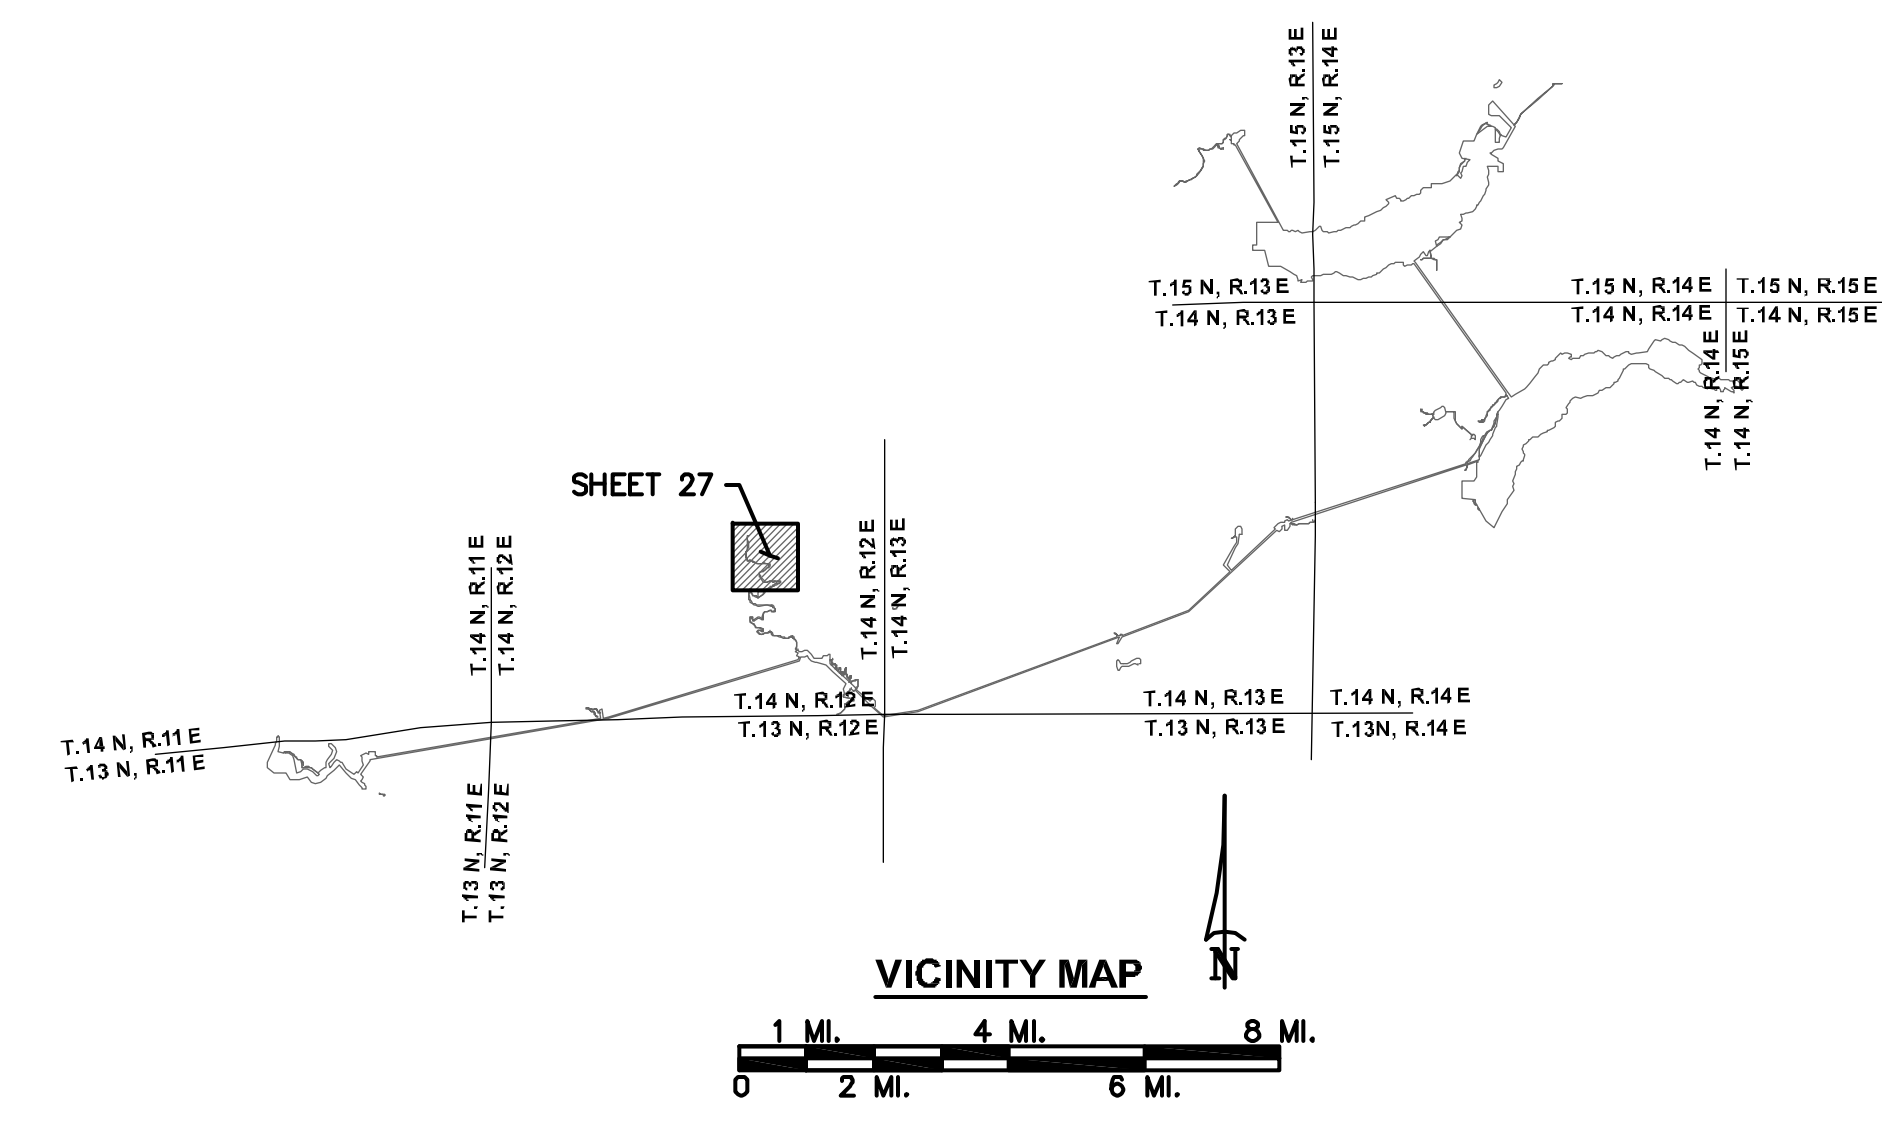 T.15 N, R.13 E
T.15 N, R.14 E
T.15 N, R.13 E
T.14 N, R.13 E
T.15 N, R.14 E
T.14 N, R.14 E
T.15 N, R.15 E
T.14 N, R.15 E
T.14 N, R.14 E
T.14 N, R.15 E
SHEET 27
T.14 N, R.11 E
T.14 N, R.12 E
T.14 N, R.12 E
T.14 N, R.13 E
T.14 N, R.12 E
T.13 N, R.12 E
T.14 N, R.13 E
T.13 N, R.13 E
T.14 N, R.14 E
T.13N, R.14 E
T.14 N, R.11 E
T.13 N, R.11 E
T.13 N, R.11 E
T.13 N, R.12 E
N
VICINITY MAP
1 MI. 4 MI. 8 MI.
0 2 MI. 6 MI.